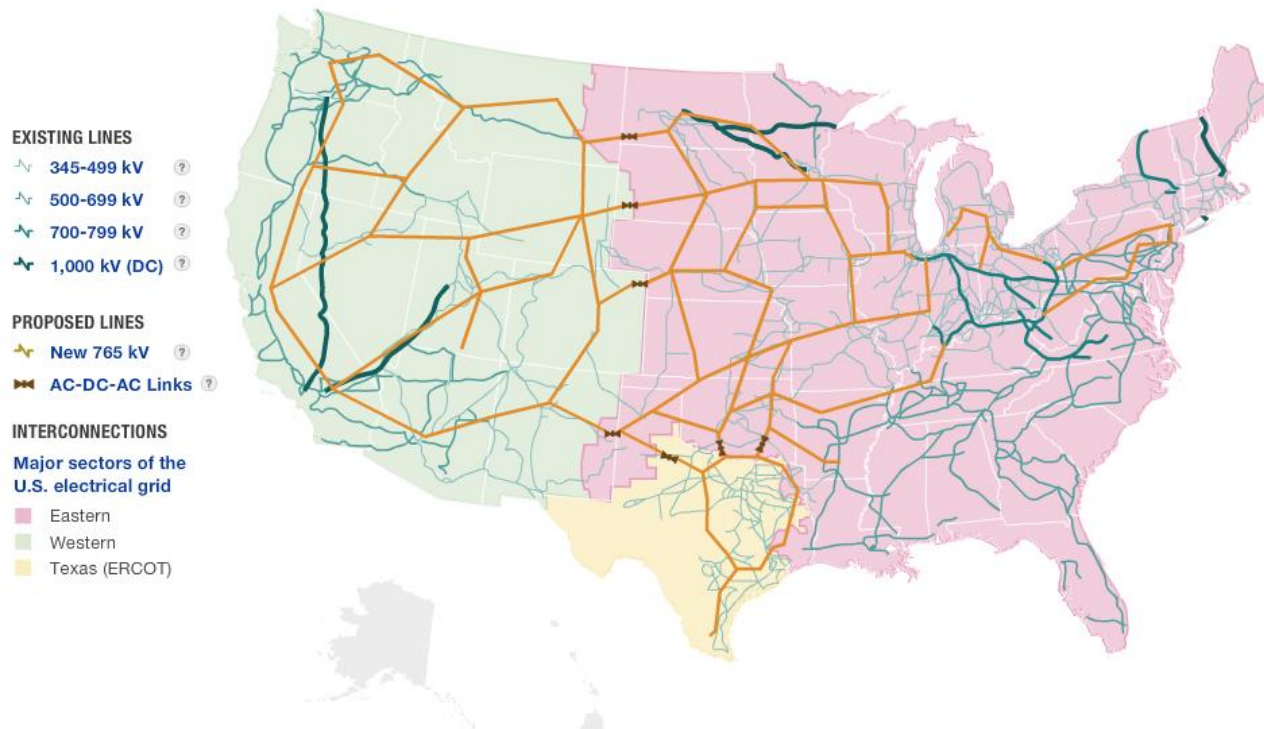 EXISTING LINES
345-499 kV ?
500-699 kV ?
700-799 kV ?
1,000 kV (DC) ?
PROPOSED LINES
New 765 kV ?
AC-DC-AC Links ?
INTERCONNECTIONS
Major sectors of the
U.S. electrical grid
Eastern
Western
Texas (ERCOT)